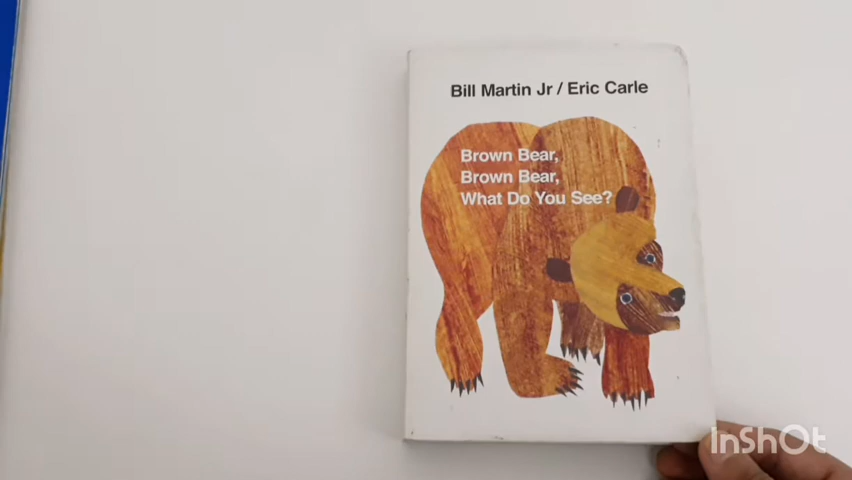 Bill Martin Jr / Eric Carle
Brown Bear,
Brown Bear,
What Do You See?
InShOt